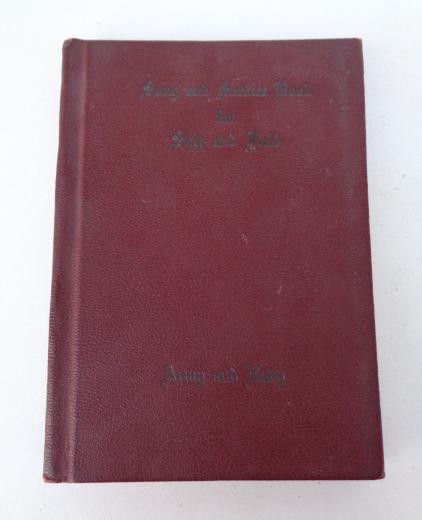 Song and Service Book
for
Ship and Field
Army and Navy